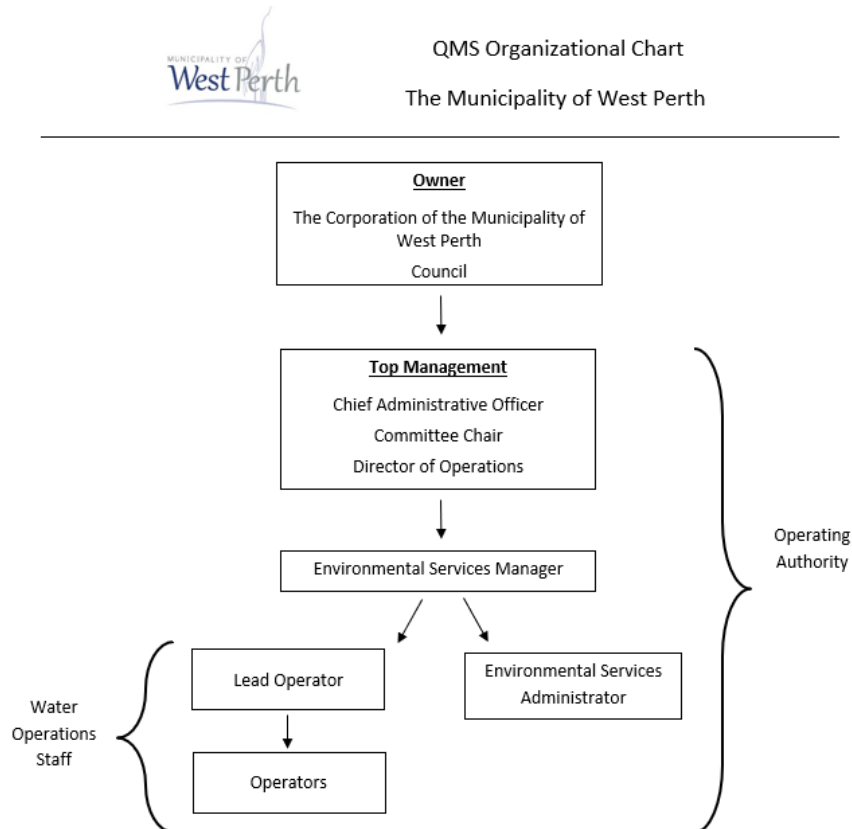 MUNICIPALITY OF
West Perth
QMS Organizational Chart
The Municipality of West Perth
Owner
The Corporation of the Municipality of
West Perth
Council
Top Management
Chief Administrative Officer
Committee Chair
Director of Operations
Operating
Authority
Environmental Services Manager
Lead Operator
Environmental Services
Administrator
Water
Operations
Staff
Operators